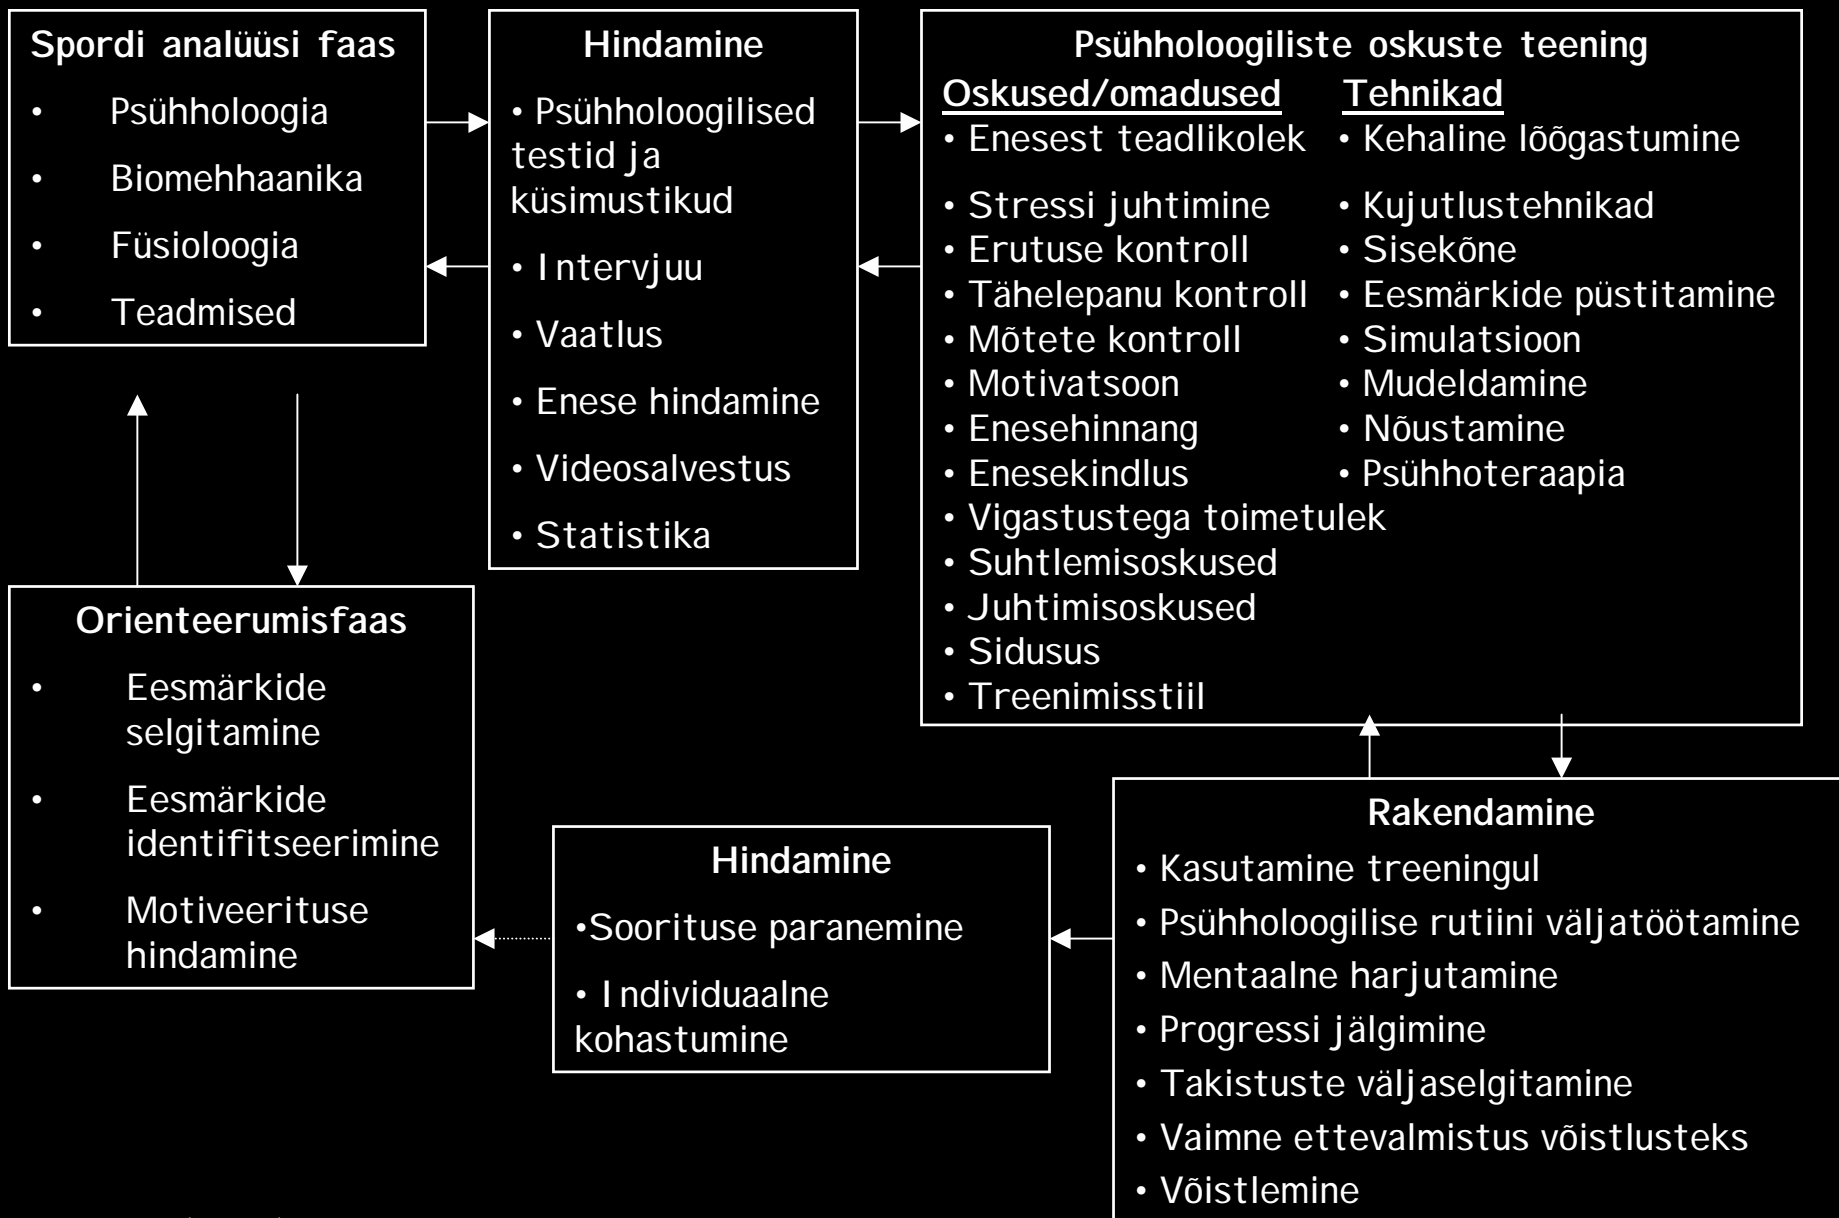 Spordi analüüsi faas
• Psühholoogia
• Biomehhaanika
• Füsioloogia
• Teadmised
Hindamine
• Psühholoogilised
testid ja
küsimustikud
• Intervjuu
• Vaatlus
• Enese hindamine
• Videosalvestus
• Statistika
Psühholoogiliste oskuste teening
Oskused/omadused Tehnikad
• Enesest teadlikolek • Kehaline lõõgastumine
• Stressi juhtimine • Kujutlustehnikad
• Erutuse kontroll • Sisekõne
• Tähelepanu kontroll • Eesmärkide püstitamine
• Mõtete kontroll • Simulatsioon
• Motivatsoon • Mudeldamine
• Enesehinnang • Nõustamine
• Enesekindlus • Psühhoteraapia
• Vigastustega toimetulek
• Suhtlemisoskused
• Juhtimisoskused
• Sidusus
• Treenimisstiil
Orienteerumisfaas
• Eesmärkide
selgitamine
• Eesmärkide
identifitseerimine
• Motiveerituse
hindamine
Hindamine
•Soorituse paranemine
• Individuaalne
kohastumine
Rakendamine
• Kasutamine treeningul
• Psühholoogilise rutiini väljatöötamine
• Mentaalne harjutamine
• Progressi jälgimine
• Takistuste väljaselgitamine
• Vaimne ettevalmistus võistlusteks
• Võistlemine